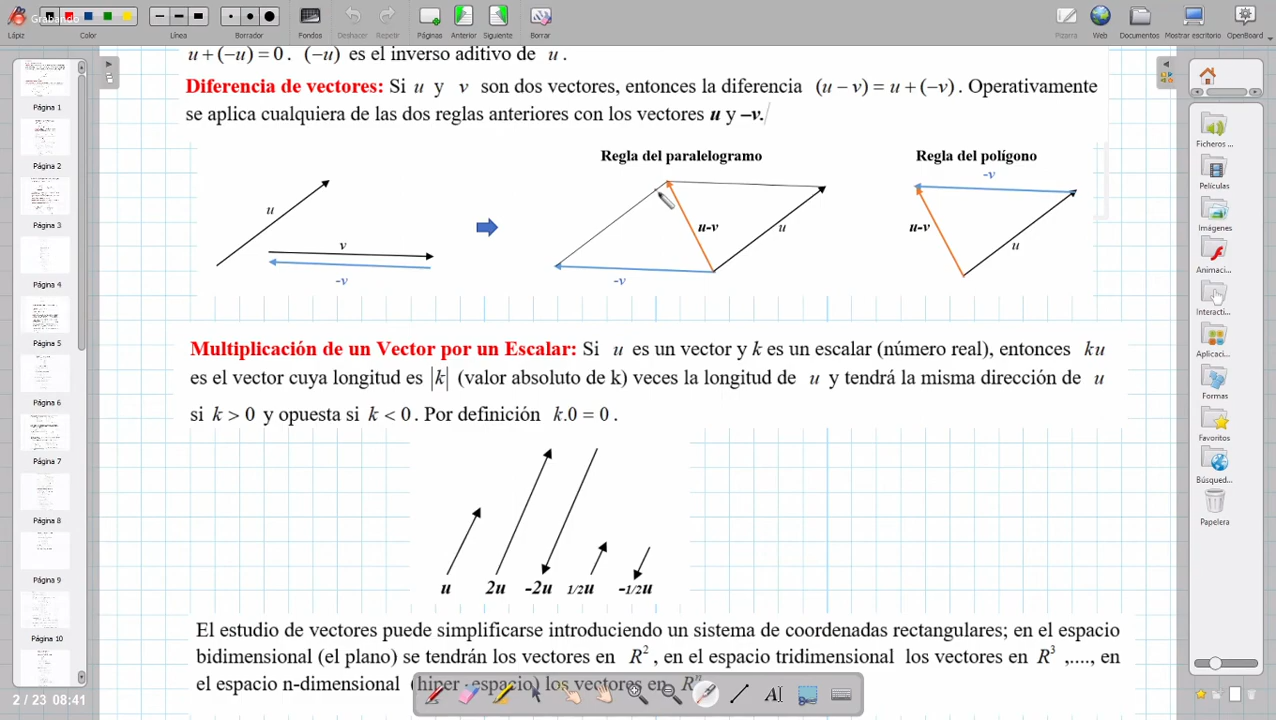 Grabando
Lápiz Color Línea Borrador Deshacer Repetir Páginas Anterior Siguiente Borrar Pizarra Web Documentos Mostrar escritorio OpenBoard
u + (−u) = 0 . (−u) es el inverso aditivo de u .
Diferencia de vectores: Si u y v son dos vectores, entonces la diferencia (u − v) = u + (−v) . Operativamente
se aplica cualquiera de las dos reglas anteriores con los vectores u y –v.
Regla del paralelogramo
Regla del polígono
u
v
-v
u-v
u
-v
-v
u-v
u
Multiplicación de un Vector por un Escalar: Si u es un vector y k es un escalar (número real), entonces ku
es el vector cuya longitud es |k| (valor absoluto de k) veces la longitud de u y tendrá la misma dirección de u
si k > 0 y opuesta si k < 0 . Por definición k.0 = 0 .
u 2u -2u 1/2u -1/2u
El estudio de vectores puede simplificarse introduciendo un sistema de coordenadas rectangulares; en el espacio
bidimensional (el plano) se tendrán los vectores en R² , en el espacio tridimensional los vectores en R³ ,...., en
el espacio n-dimensional (hiper -espacio) los vectores en Rⁿ
Página 1
Página 2
Página 3
Página 4
Página 5
Página 6
Página 7
Página 8
Página 9
Página 10
2 / 23 08:41
Ficheros ...
Películas
Imágenes
Animaci...
Interacti...
Aplicaci...
Formas
Favoritos
Búsqued...
Papelera